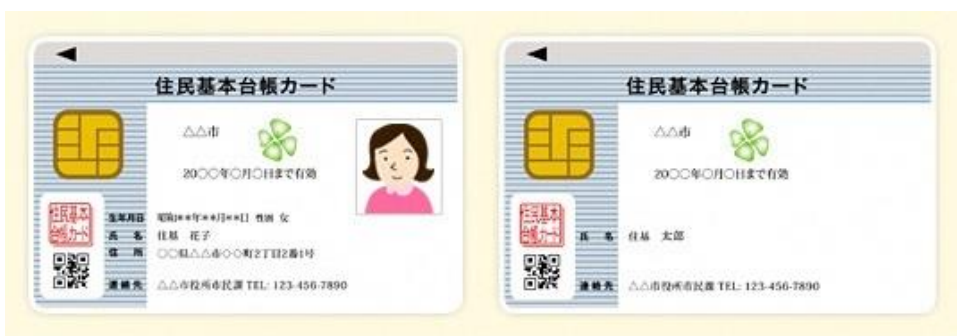 住民基本台帳カード
△△市
20○○年○月○日まで有効
住民基本
台帳カード
生年月日 昭和**年**月**日 性別 女
氏名 住基 花子
住所 ○○県△△市○○町2丁目2番1号
連絡先 △△市役所市民課 TEL: 123-456-7890
住民基本台帳カード
△△市
20○○年○月○日まで有効
住民基本
台帳カード
氏名 住基 太郎
連絡先 △△市役所市民課 TEL: 123-456-7890